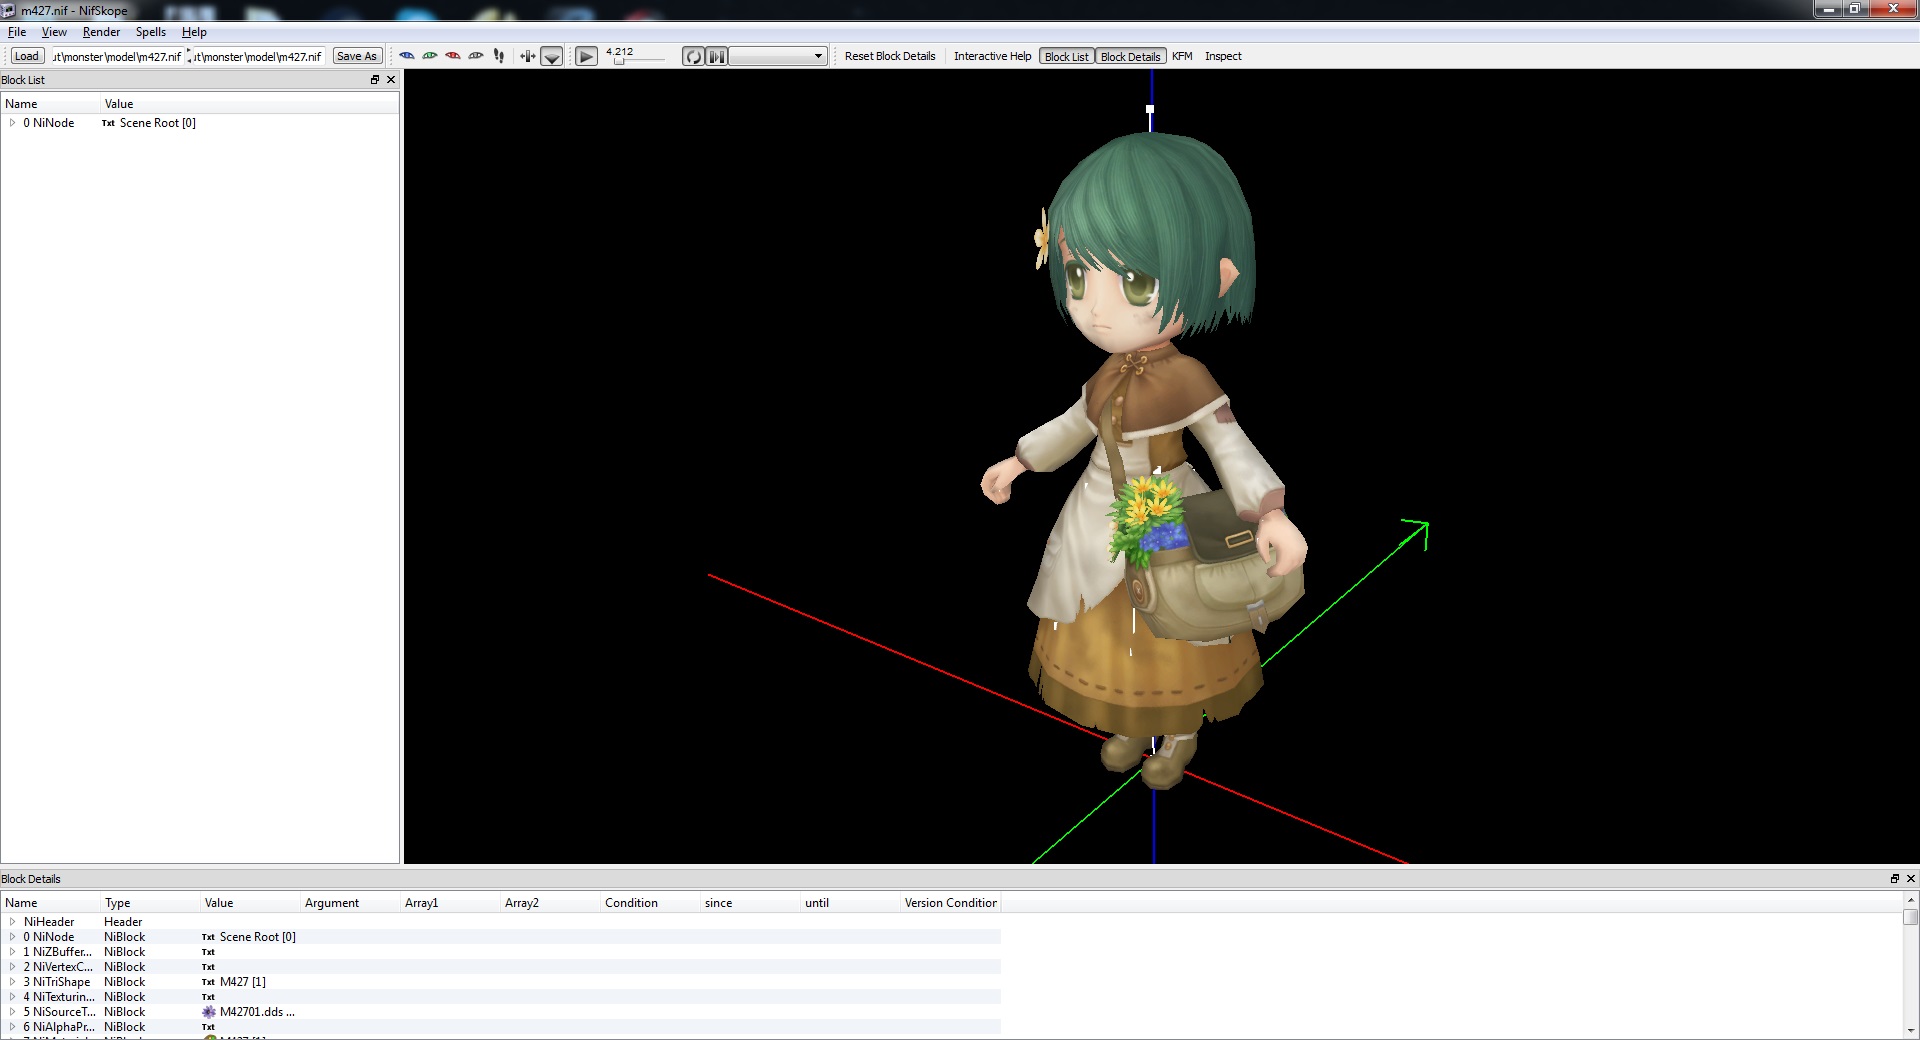 m427.nif - NifSkope
File View Render Spells Help
Load ut\monster\model\m427.nif ut\monster\model\m427.nif Save As 4.212 Reset Block Details Interactive Help Block List Block Details KFM Inspect
Block List
Name Value
0 NiNode Txt Scene Root [0]
Block Details
Name Type Value Argument Array1 Array2 Condition since until Version Condition
NiHeader Header
0 NiNode NiBlock Txt Scene Root [0]
1 NiZBuffer... NiBlock Txt
2 NiVertexC... NiBlock Txt
3 NiTriShape NiBlock Txt M427 [1]
4 NiTexturin... NiBlock Txt
5 NiSourceT... NiBlock M42701.dds ...
6 NiAlphaPr... NiBlock Txt